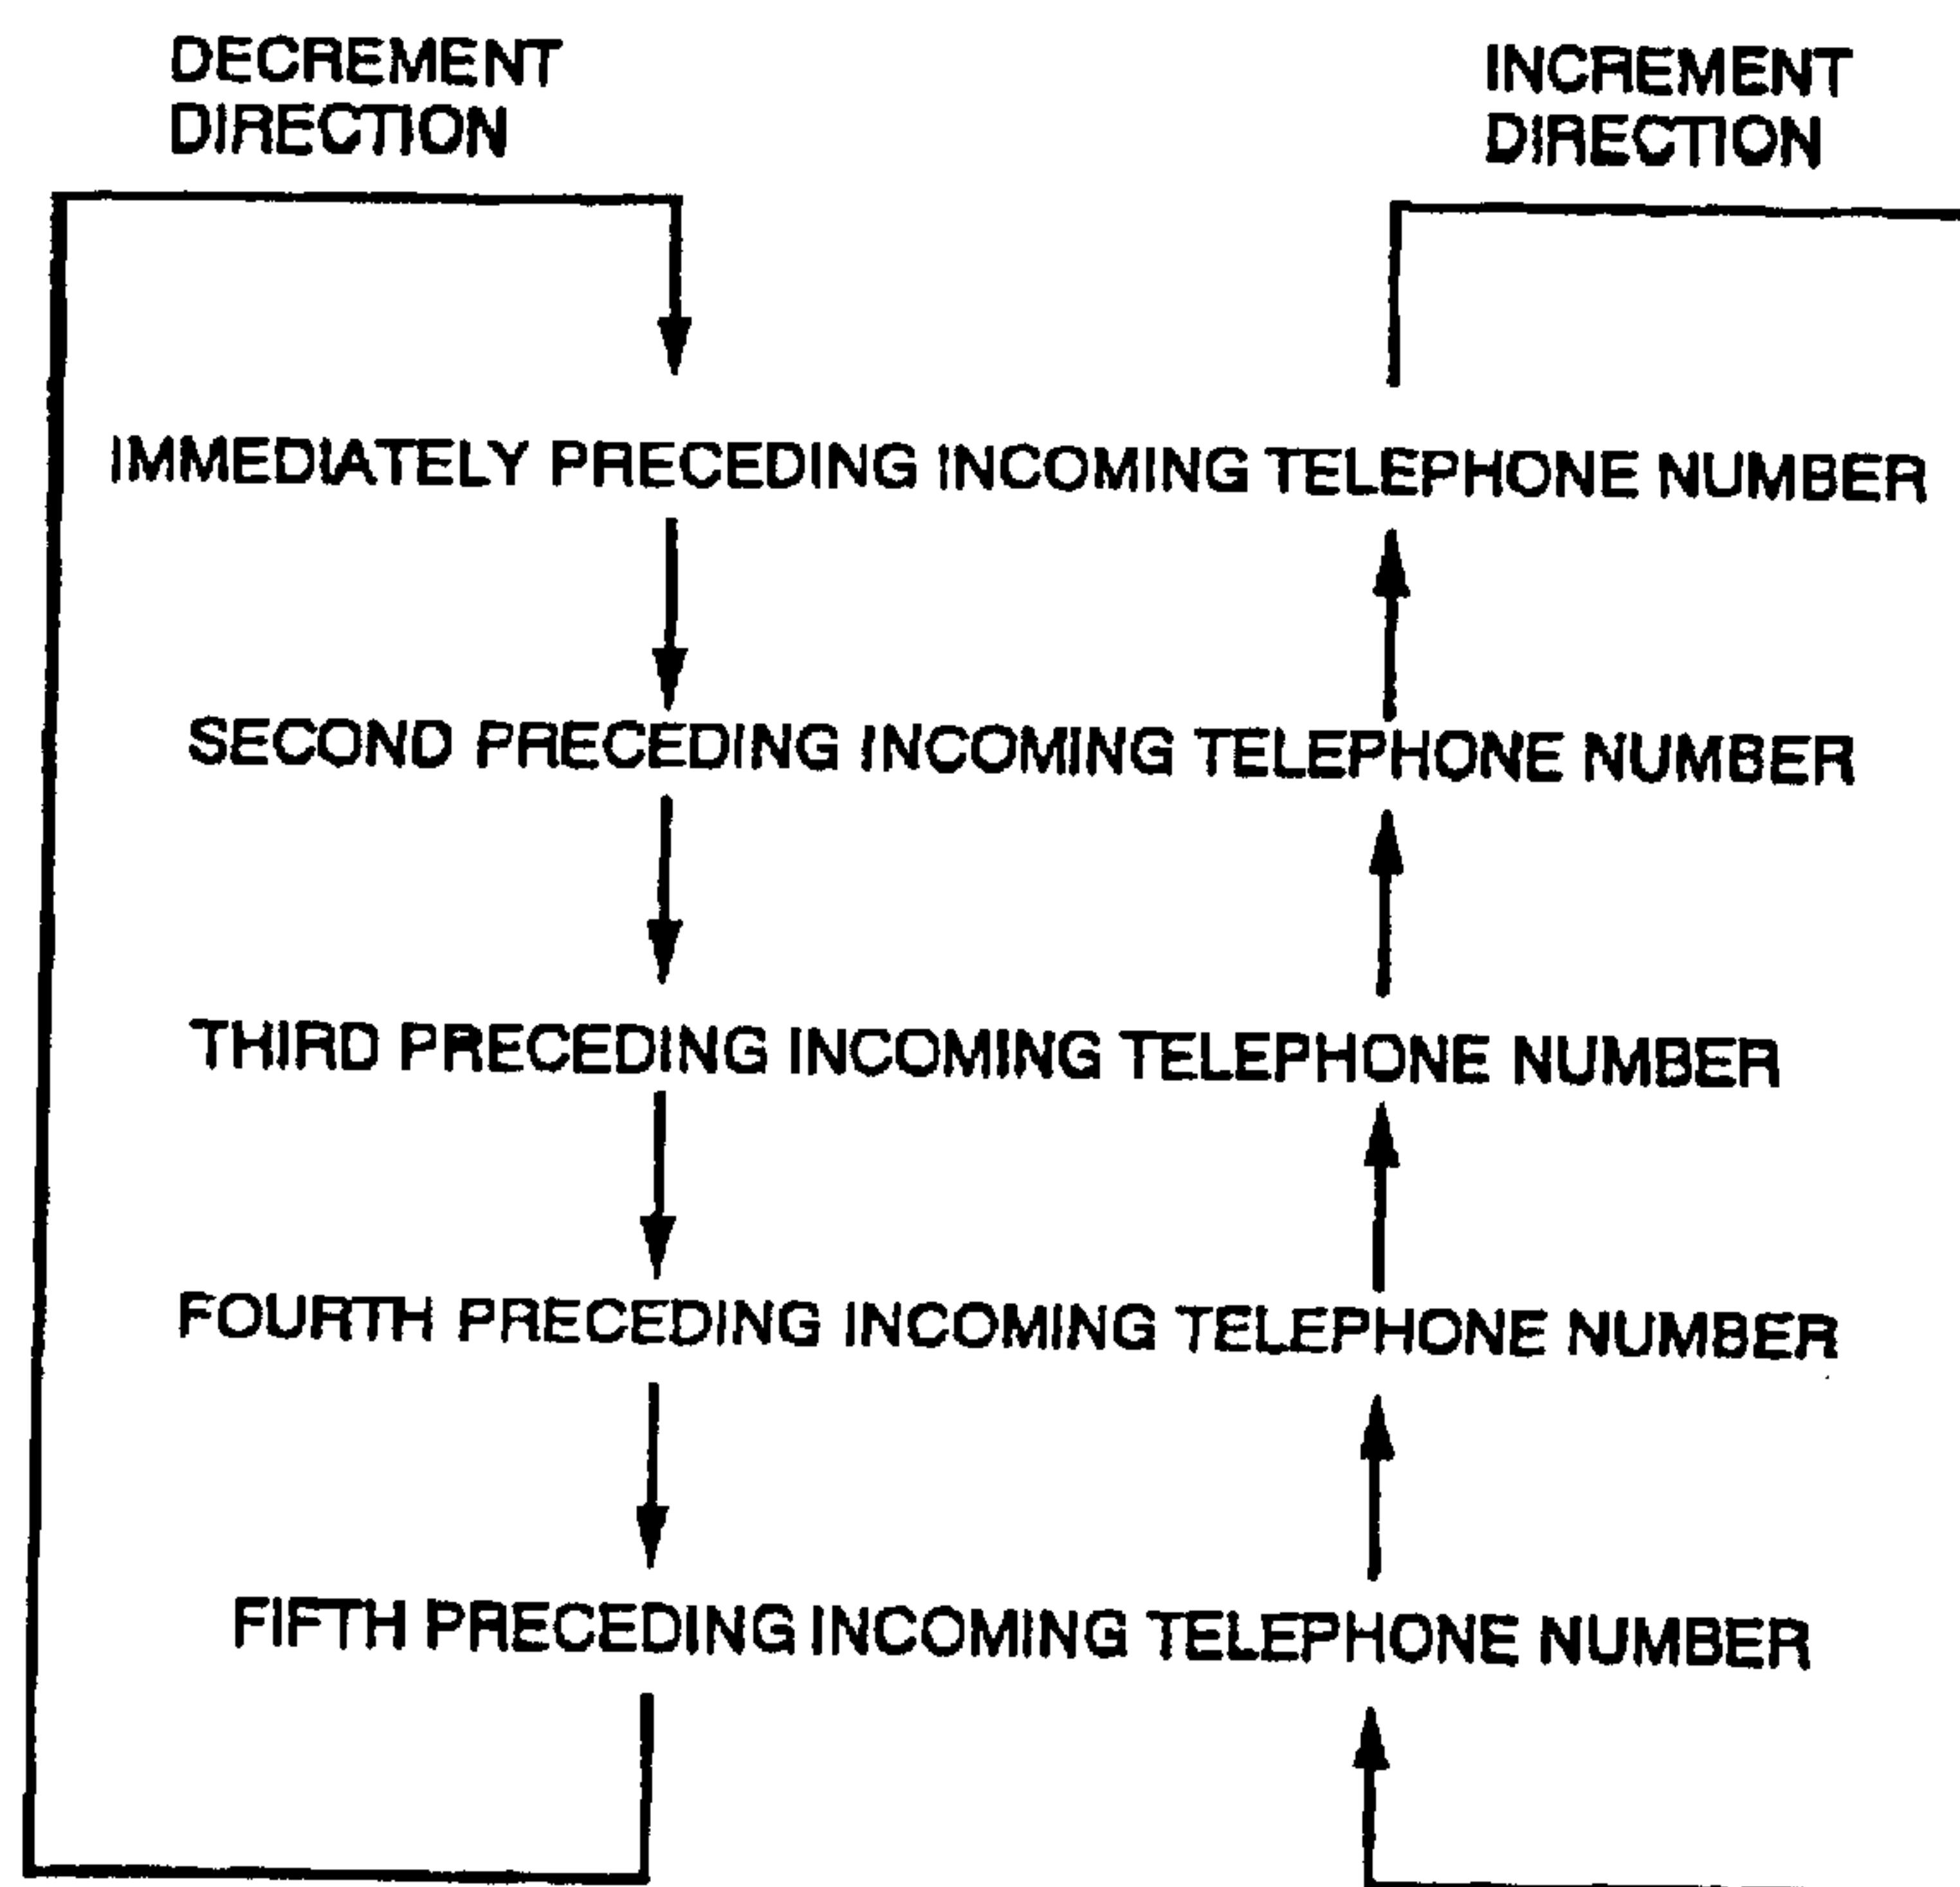 DECREMENT
DIRECTION
INCREMENT
DIRECTION
IMMEDIATELY PRECEDING INCOMING TELEPHONE NUMBER
SECOND PRECEDING INCOMING TELEPHONE NUMBER
THIRD PRECEDING INCOMING TELEPHONE NUMBER
FOURTH PRECEDING INCOMING TELEPHONE NUMBER
FIFTH PRECEDING INCOMING TELEPHONE NUMBER